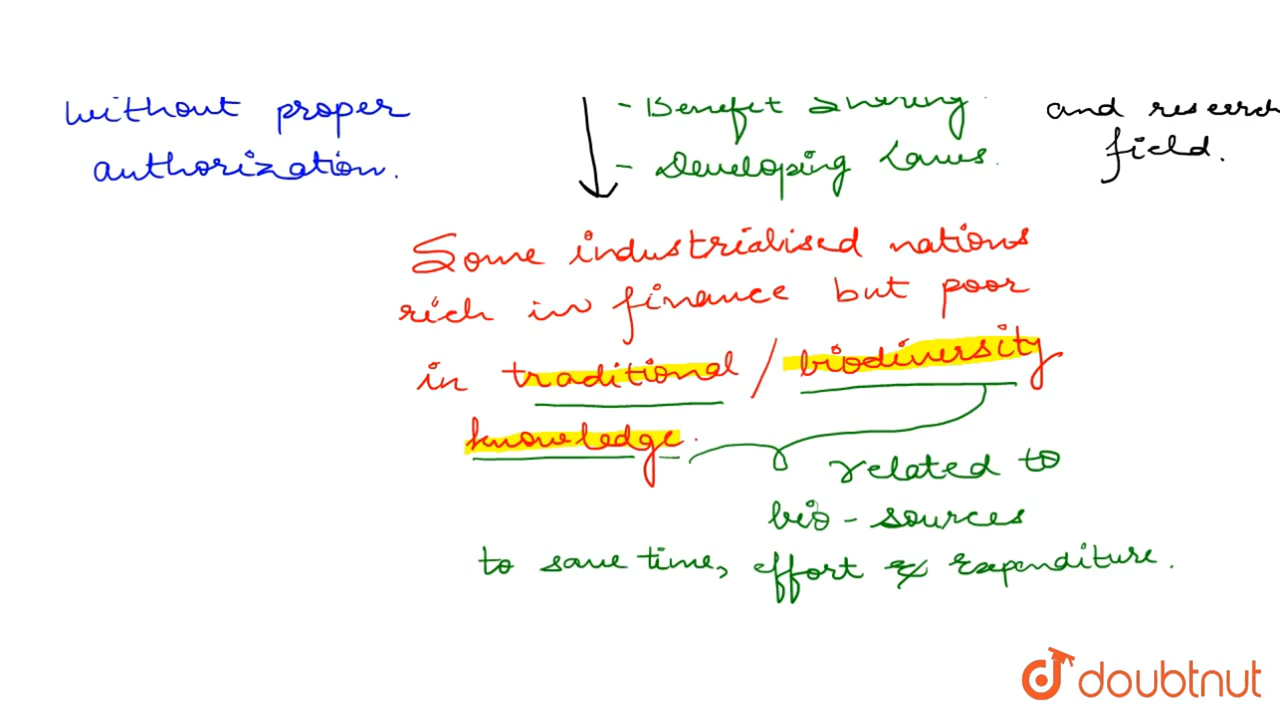 without proper
authorization.
- Benefit Sharing
- Developing Laws.
and research
field.
Some industrialised nations
rich in finance but poor
in traditional / biodiversity
knowledge.
related to
bio-sources
to save time, effort & Expenditure.
doubtnut